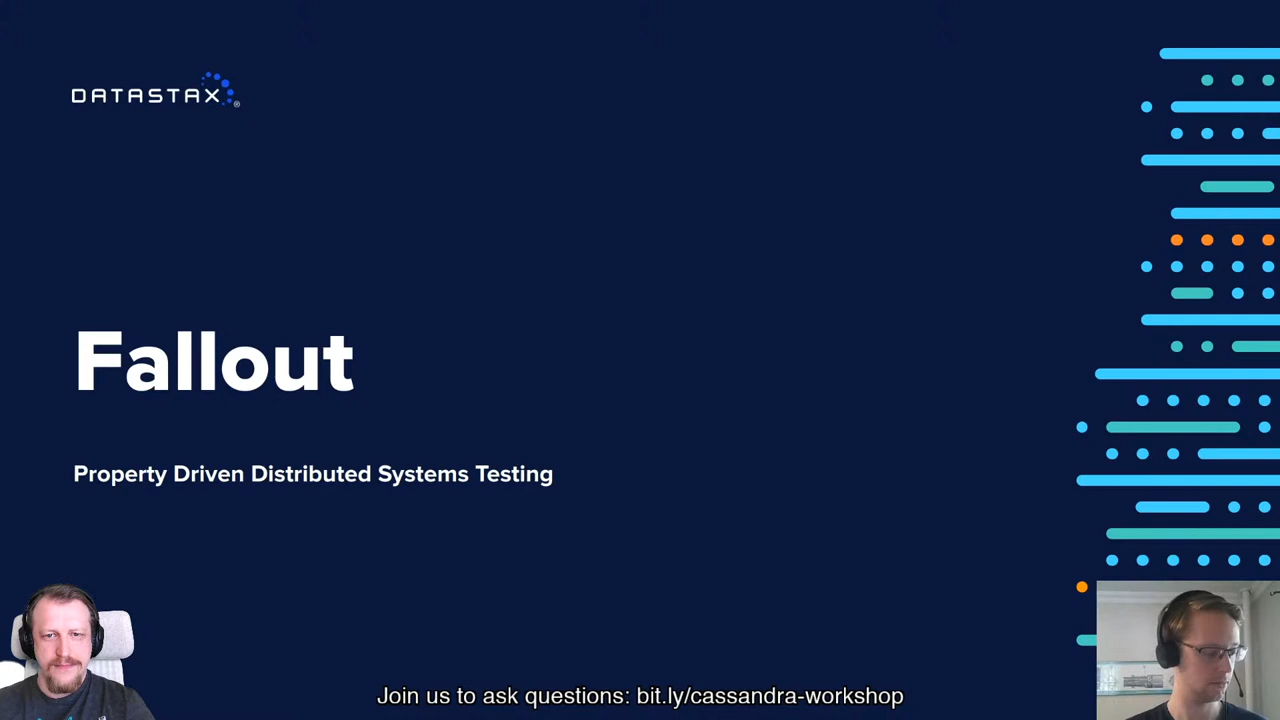 DATASTAX®
Fallout
Property Driven Distributed Systems Testing
Join us to ask questions: bit.ly/cassandra-workshop